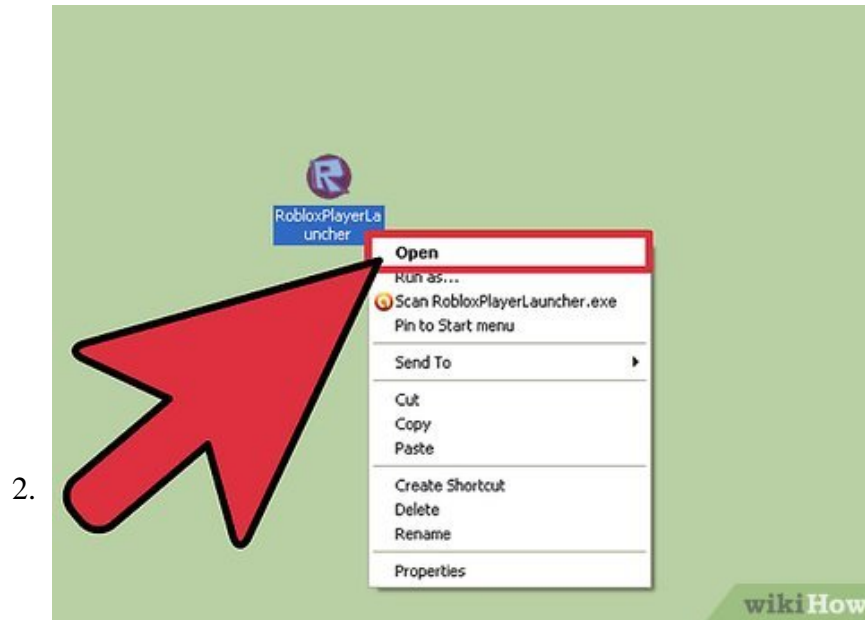 RobloxPlayerLa
uncher
Open
Run as...
Scan RobloxPlayerLauncher.exe
Pin to Start menu
Send To
Cut
Copy
Paste
2.
Create Shortcut
Delete
Rename
Properties
wikiHow